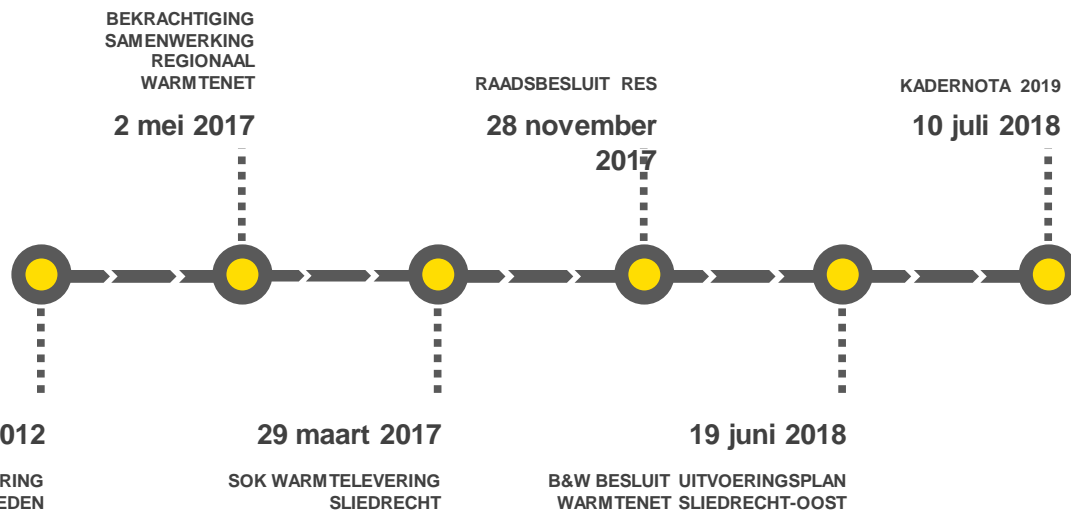 BEKRACHTIGING
SAMENWERKING
REGIONAAL
WARMTENET
2 mei 2017
RAADSBESLUIT RES
28 november
2017
KADERNOTA 2019
10 juli 2018
012
RING
EDEN
29 maart 2017
SOK WARMTELEVERING
SLIEDRECHT
19 juni 2018
B&W BESLUIT UITVOERINGSPLAN
WARMTENET SLIEDRECHT-OOST